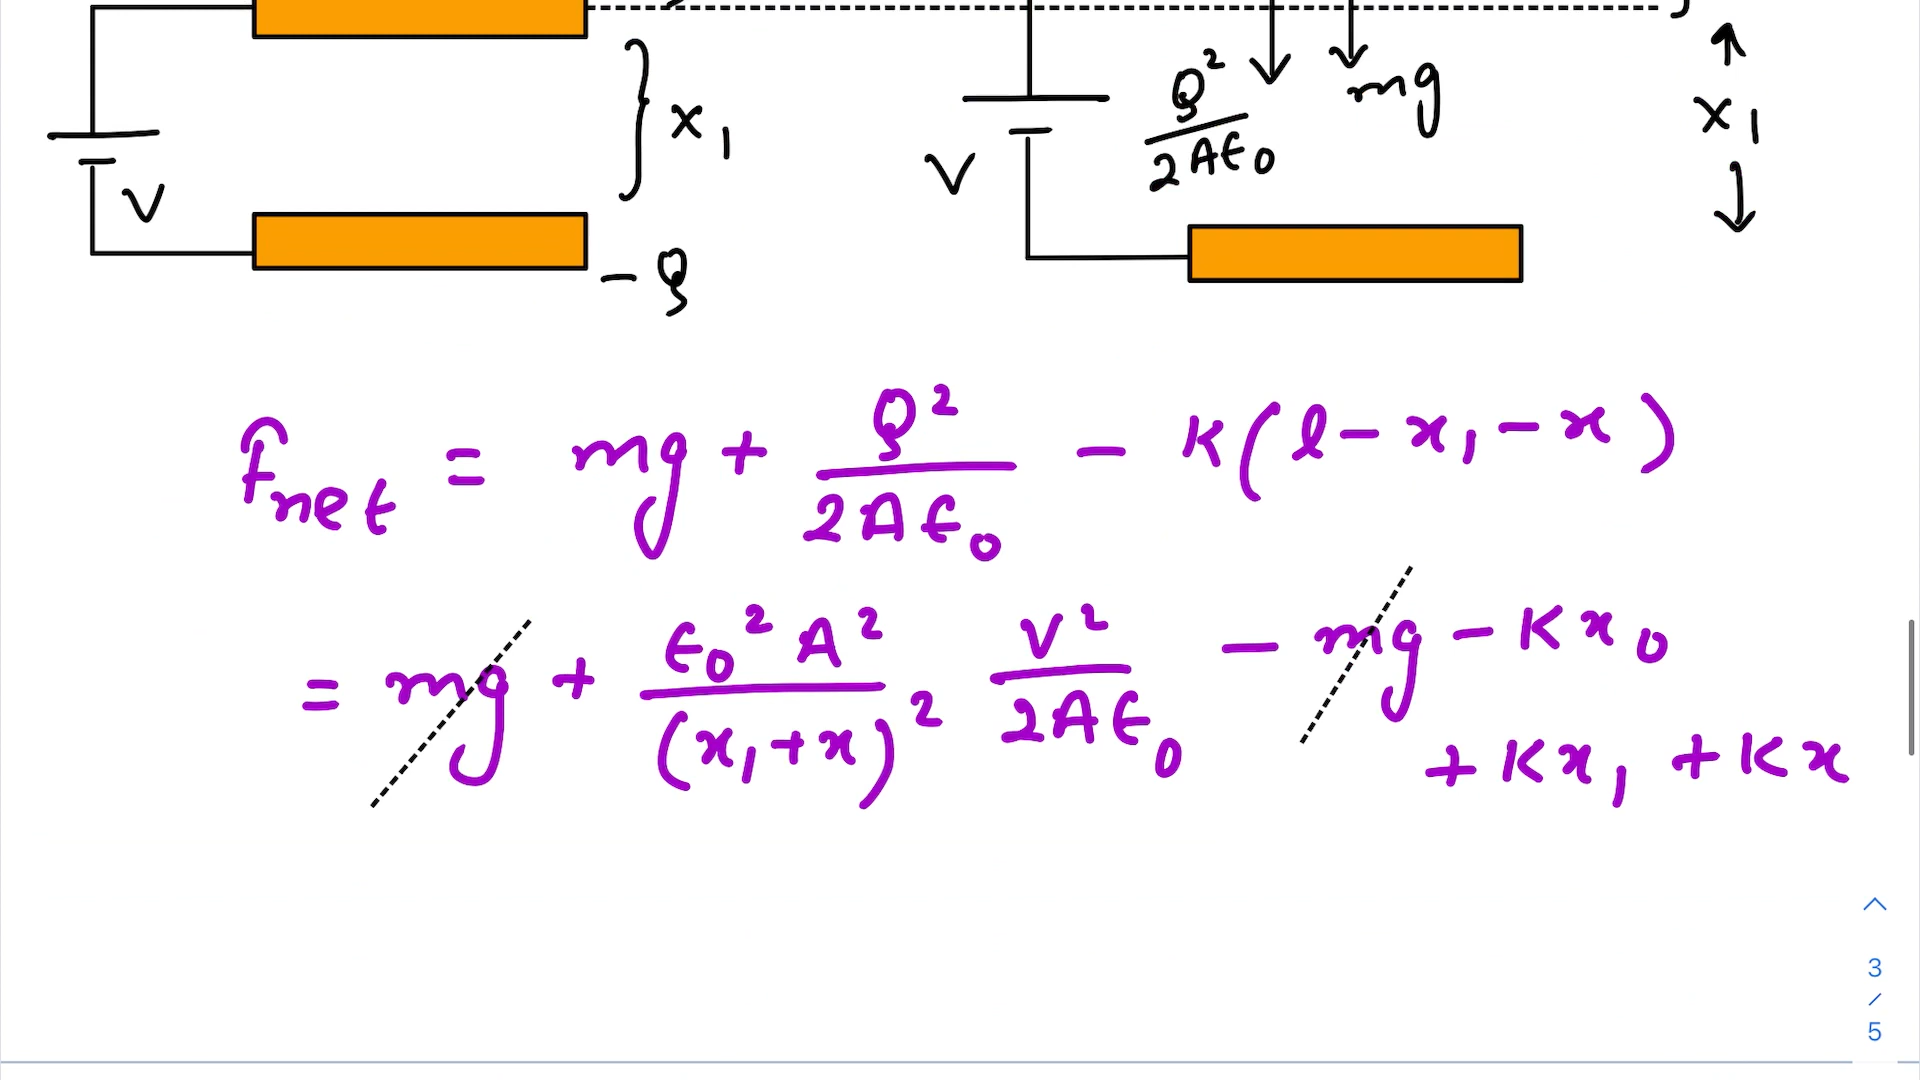 x₁
V
-Q
V
Q²/2Aϵ₀
mg
x₁
Fnet = mg + Q²/2Aϵ₀ - K(l - x₁ - x)
= mg + ϵ₀²A²/(x₁+x)² V²/2Aϵ₀ - mg - Kx₀
+ Kx₁ + Kx
3
/
5